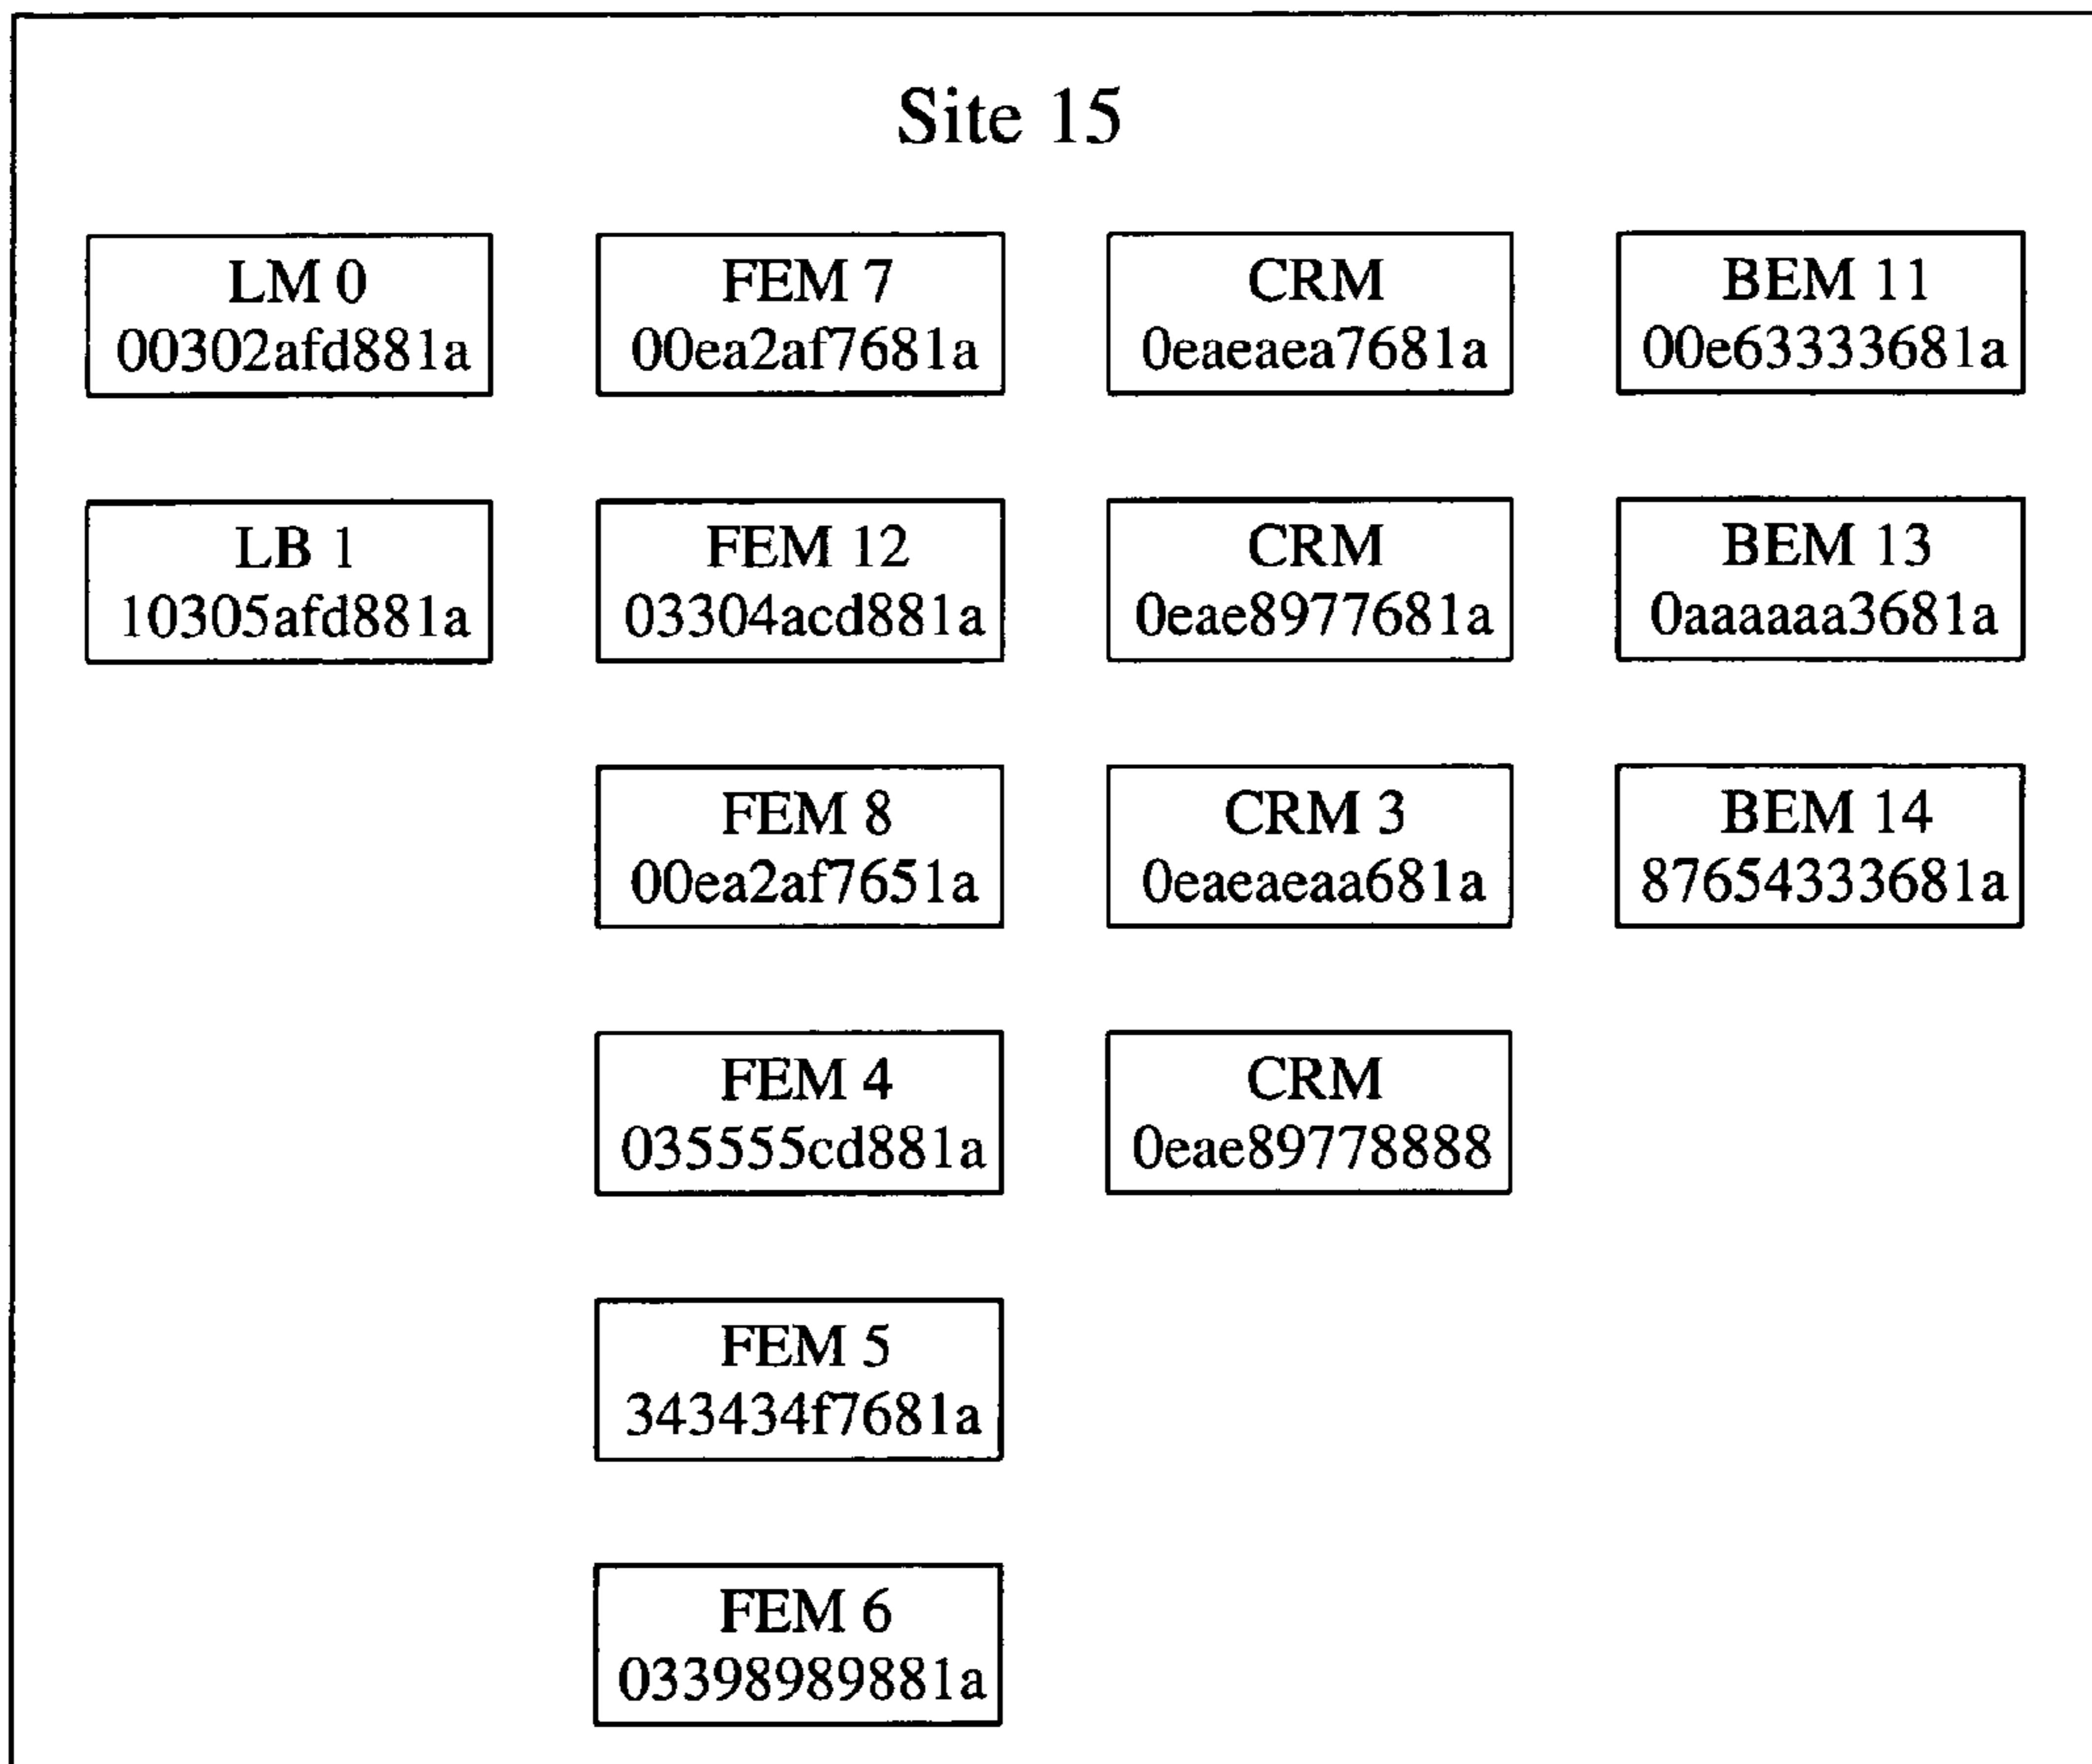 Site 15
LM 0
00302afd881a
FEM 7
00ea2af7681a
CRM
0eaeaea7681a
BEM 11
00e63333681a
LB 1
10305afd881a
FEM 12
03304acd881a
CRM
0eae8977681a
BEM 13
0aaaaaa3681a
FEM 8
00ea2af7651a
CRM 3
0eaeaeaa681a
BEM 14
87654333681a
FEM 4
035555cd881a
CRM
0eae89778888
FEM 5
343434f7681a
FEM 6
03398989881a